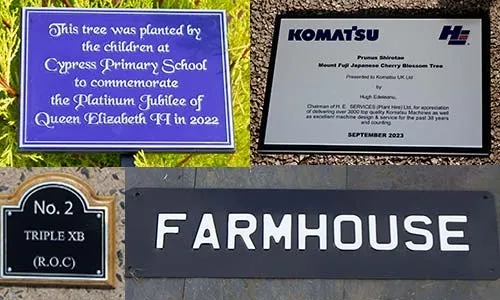 This tree was planted by
the children at
Cypress Primary School
to commemorate
the Platinum Jubilee of
Queen Elizabeth II in 2022
KOMATSU
HE
Prunus Shirotae
Mount Fuji Japanese Cherry Blossom Tree
Presented to Komatsu UK Ltd
by
Hugh Edeleanu,
Chairman of H. E. SERVICES (Plant Hire) Ltd, for appreciation
of delivering over 3000 top quality Komatsu Machines as well
as excellent machine design & service for the past 38 years
and counting.
SEPTEMBER 2023
No. 2
TRIPLE XB
(R.O.C)
FARMHOUSE